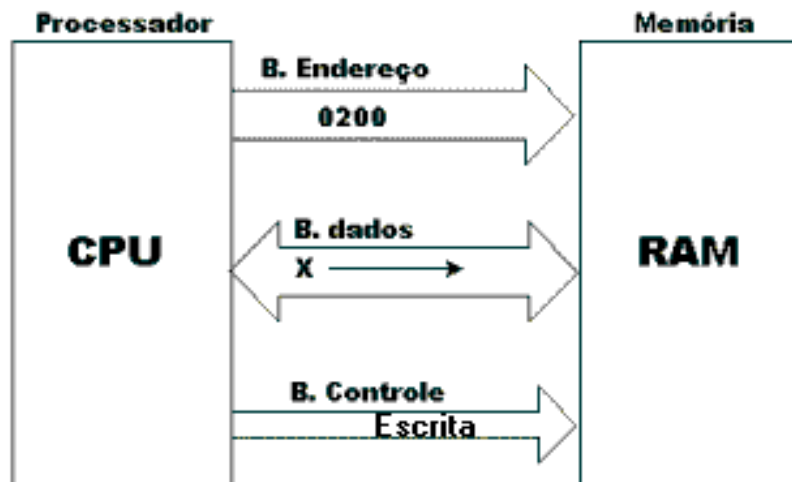 Processador
Memória
B. Endereço
0200
B. dados
X
CPU
RAM
B. Controle
Escrita